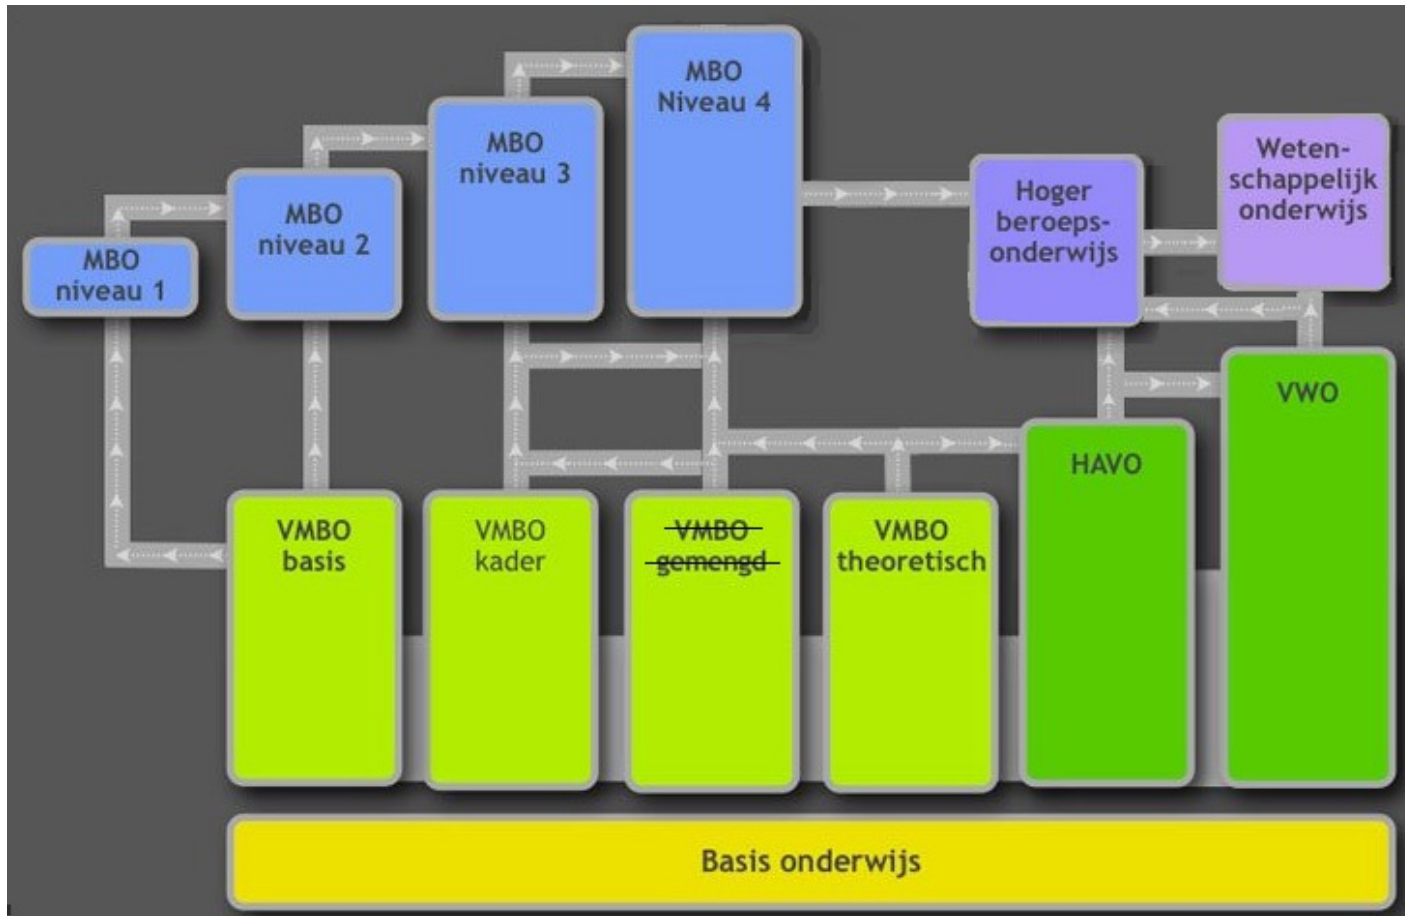 MBO
Niveau 4
MBO
niveau 3
MBO
niveau 2
MBO
niveau 1
Hoger
beroeps-
onderwijs
Weten-
schappelijk
onderwijs
VMBO
basis
VMBO
kader
VMBO
gemengd
VMBO
theoretisch
HAVO
VWO
Basis onderwijs